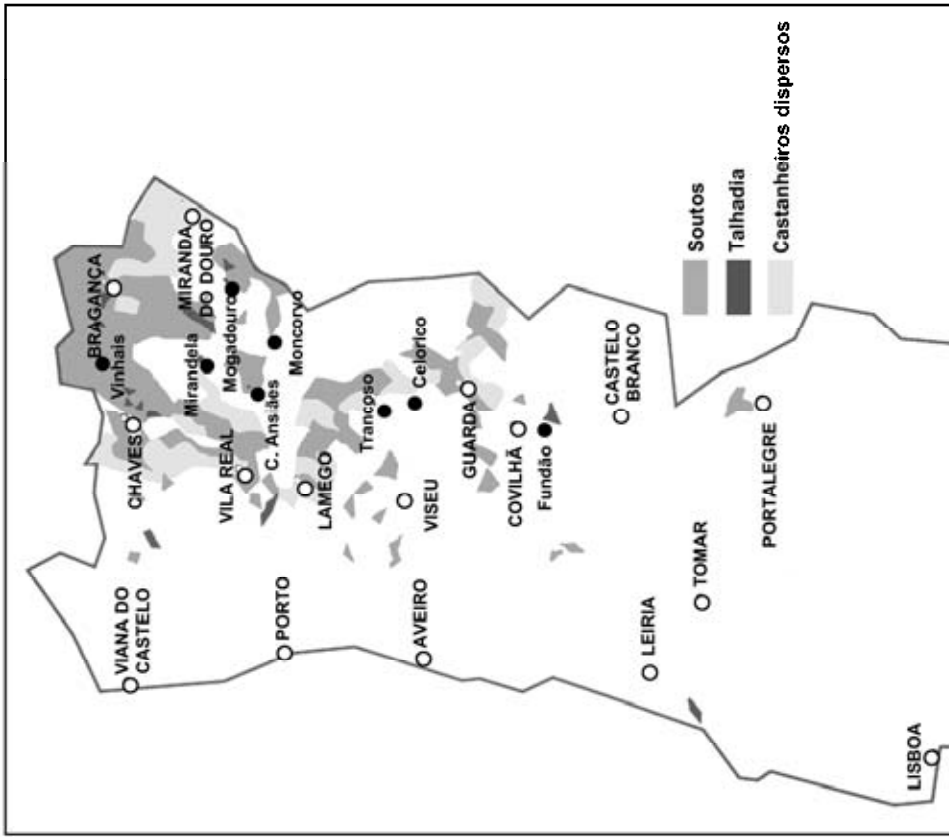 BRAGANÇA
Vinhais
CHAVES
MIRANDA
DO DOURO
Mirandela
Mogadouro
VIANA DO
CASTELO
VILA REAL
C. Ansiães
Moncorvo
PORTO
LAMEGO
Trancoso
Celorico
AVEIRO
VISEU
GUARDA
COVILHÃ
Fundão
CASTELO
BRANCO
LEIRIA
TOMAR
PORTALEGRE
LISBOA
Soutos
Talhadia
Castanheiros dispersos